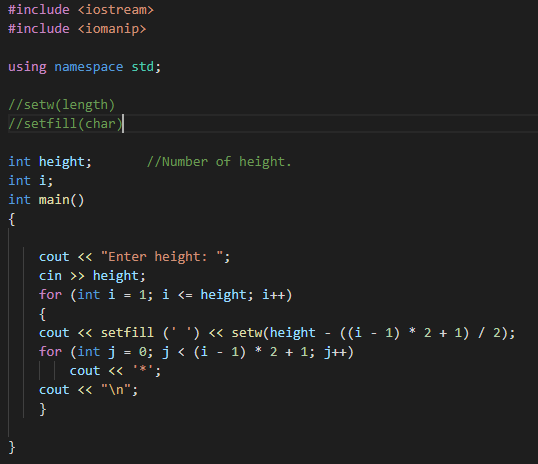 #include <iostream>
#include <iomanip>
using namespace std;
//setw(length)
//setfill(char)
int height;       //Number of height.
int i;
int main()
{
    cout << "Enter height: ";
    cin >> height;
    for (int i = 1; i <= height; i++)
    {
    cout << setfill (' ') << setw(height - ((i - 1) * 2 + 1) / 2);
    for (int j = 0; j < (i - 1) * 2 + 1; j++)
        cout << '*';
    cout << "\n";
    }
}